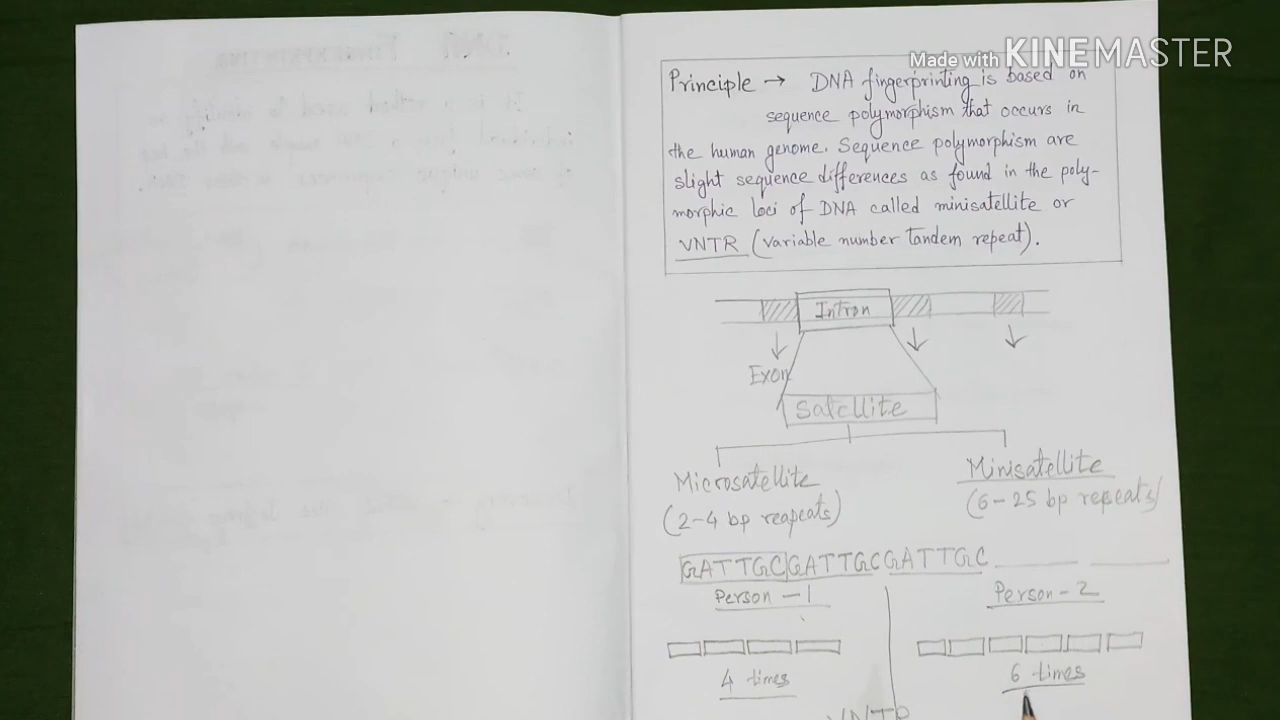 Made with KINEMASTER
Principle → DNA fingerprinting is based on
sequence polymorphism that occurs in
the human genome. Sequence polymorphism are
slight sequence differences as found in the poly-
morphic loci of DNA called minisatellite or
VNTR (variable number tandem repeat).
Intron
Exon
Satellite
Microsatellite
(2-4 bp reapeats)
Minisatellite
(6-25 bp repeats)
GATTGCGATTGCGATTGC
Person - 1
Person - 2
4 times
6 times
VNTR